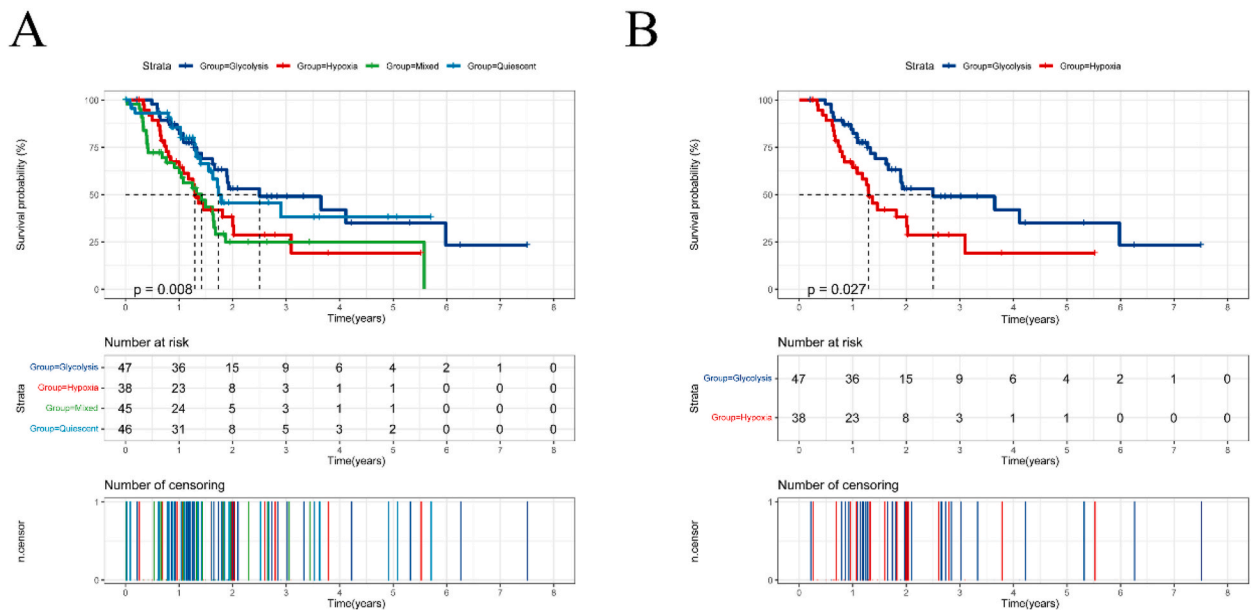 A
Strata Group=Glycolysis Group=Hypoxia Group=Mixed Group=Quiescent
Survival probability (%)
100
75
50
25
0
p = 0.008
0 1 2 3 4 5 6 7 8
Time(years)
Number at risk
Strata
Group=Glycolysis 47 36 15 9 6 4 2 1 0
Group=Hypoxia 38 23 8 3 1 1 0 0 0
Group=Mixed 45 24 5 3 1 1 0 0 0
Group=Quiescent 46 31 8 5 3 2 0 0 0
0 1 2 3 4 5 6 7 8
Time(years)
Number of censoring
n.censor
1
0
0 1 2 3 4 5 6 7 8
Time(years)
B
Strata Group=Glycolysis Group=Hypoxia
Survival probability (%)
100
75
50
25
0
p = 0.027
0 1 2 3 4 5 6 7 8
Time(years)
Number at risk
Strata
Group=Glycolysis 47 36 15 9 6 4 2 1 0
Group=Hypoxia 38 23 8 3 1 1 0 0 0
0 1 2 3 4 5 6 7 8
Time(years)
Number of censoring
n.censor
1
0
0 1 2 3 4 5 6 7 8
Time(years)